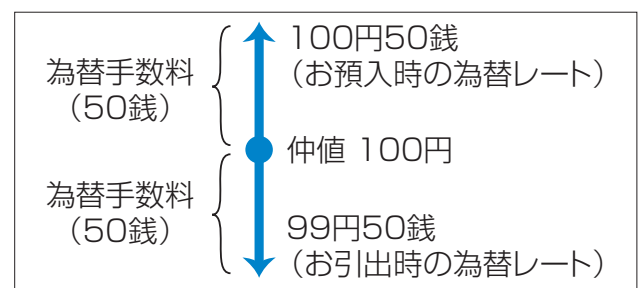 100円50銭
(お預入時の為替レート)
為替手数料
(50銭)
仲値 100円
為替手数料
(50銭)
99円50銭
(お引出時の為替レート)